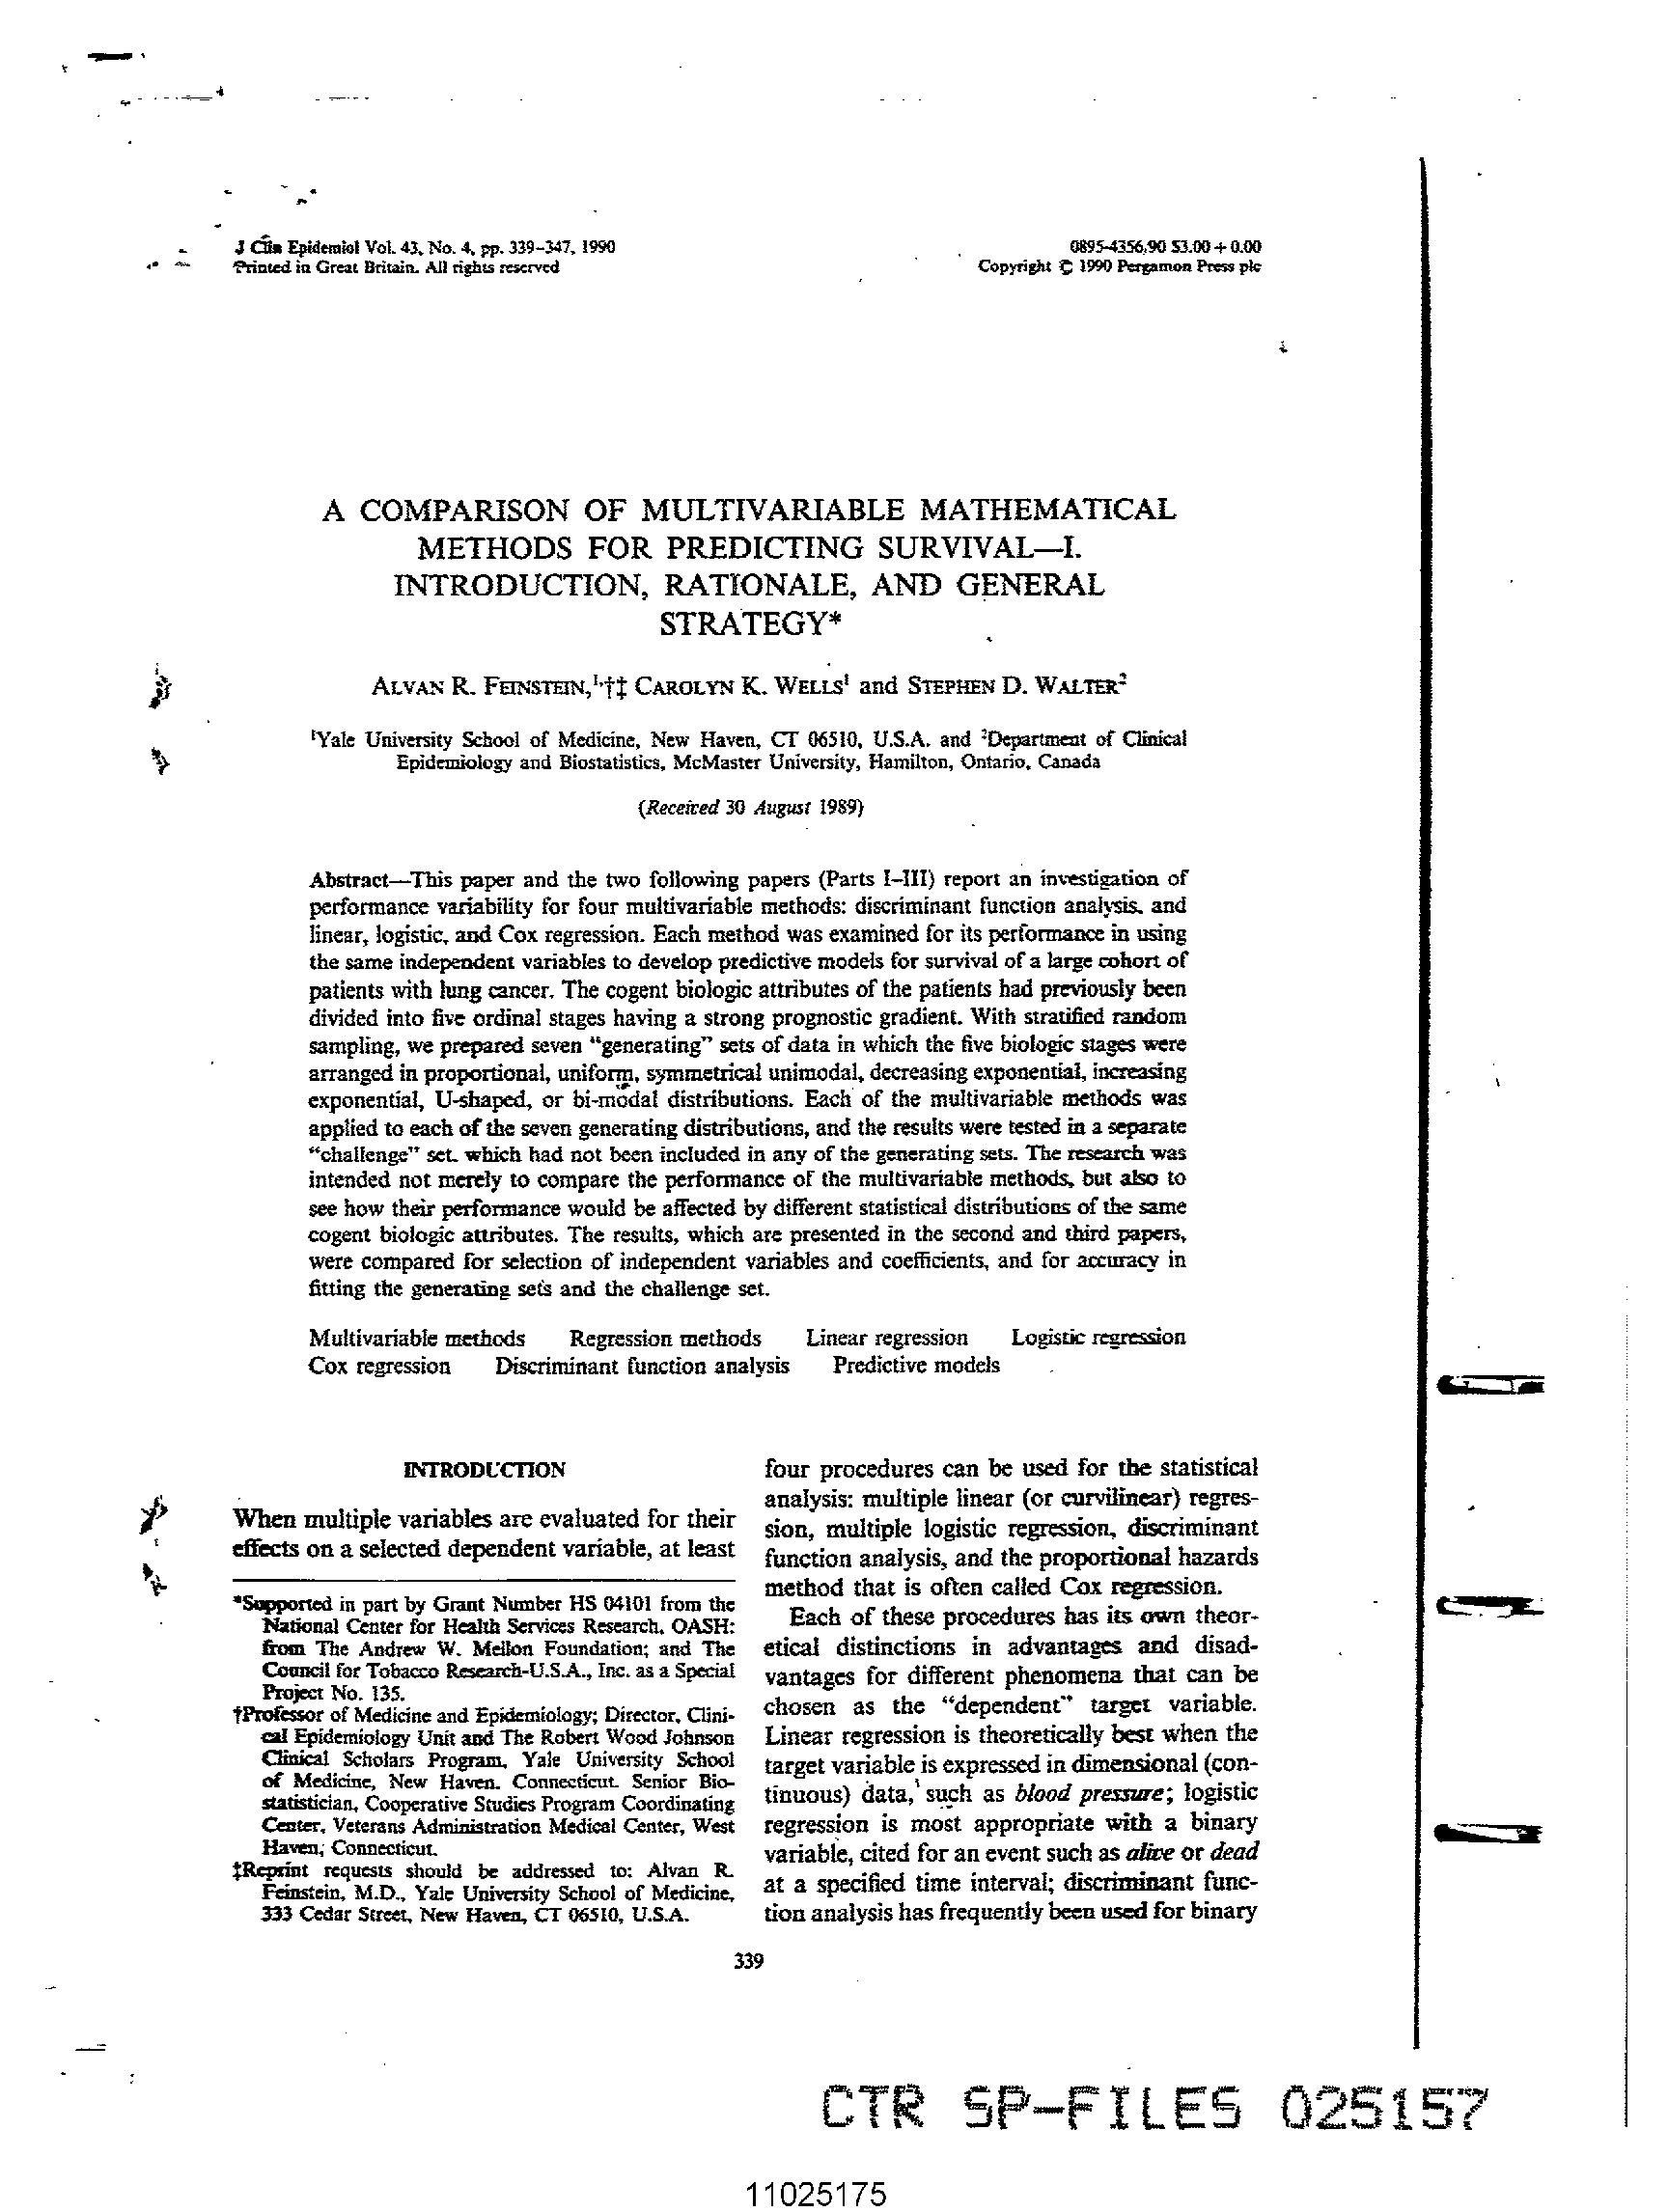 J Clin Epidemiol Vol. 43, No. 4, pp. 339–347, 1990
Printed in Great Britain. All rights reserved
0895-4356/90 $3.00 + 0.00
Copyright © 1990 Pergamon Press plc
A COMPARISON OF MULTIVARIABLE MATHEMATICAL
METHODS FOR PREDICTING SURVIVAL—I.
INTRODUCTION, RATIONALE, AND GENERAL
STRATEGY*
ALVAN R. FEINSTEIN,¹·†‡ CAROLYN K. WELLS¹ and STEPHEN D. WALTER²
¹Yale University School of Medicine, New Haven, CT 06510, U.S.A. and ²Department of Clinical
Epidemiology and Biostatistics, McMaster University, Hamilton, Ontario, Canada
(Received 30 August 1989)
Abstract—This paper and the two following papers (Parts I–III) report an investigation of
performance variability for four multivariable methods: discriminant function analysis, and
linear, logistic, and Cox regression. Each method was examined for its performance in using
the same independent variables to develop predictive models for survival of a large cohort of
patients with lung cancer. The cogent biologic attributes of the patients had previously been
divided into five ordinal stages having a strong prognostic gradient. With stratified random
sampling, we prepared seven “generating” sets of data in which the five biologic stages were
arranged in proportional, uniform, symmetrical unimodal, decreasing exponential, increasing
exponential, U-shaped, or bi-modal distributions. Each of the multivariable methods was
applied to each of the seven generating distributions, and the results were tested in a separate
“challenge” set. which had not been included in any of the generating sets. The research was
intended not merely to compare the performance of the multivariable methods, but also to
see how their performance would be affected by different statistical distributions of the same
cogent biologic attributes. The results, which are presented in the second and third papers,
were compared for selection of independent variables and coefficients, and for accuracy in
fitting the generating sets and the challenge set.
Multivariable methods Regression methods Linear regression Logistic regression
Cox regression Discriminant function analysis Predictive models
INTRODUCTION
When multiple variables are evaluated for their
effects on a selected dependent variable, at least
*Supported in part by Grant Number HS 04101 from the
National Center for Health Services Research, OASH:
from The Andrew W. Mellon Foundation; and The
Council for Tobacco Research-U.S.A., Inc. as a Special
Project No. 135.
†Professor of Medicine and Epidemiology; Director, Clini-
cal Epidemiology Unit and The Robert Wood Johnson
Clinical Scholars Program, Yale University School
of Medicine, New Haven. Connecticut. Senior Bio-
statistician, Cooperative Studies Program Coordinating
Center, Veterans Administration Medical Center, West
Haven; Connecticut.
‡Reprint requests should be addressed to: Alvan R.
Feinstein, M.D., Yale University School of Medicine,
333 Cedar Street, New Haven, CT 06510, U.S.A.
four procedures can be used for the statistical
analysis: multiple linear (or curvilinear) regres-
sion, multiple logistic regression, discriminant
function analysis, and the proportional hazards
method that is often called Cox regression.
Each of these procedures has its own theor-
etical distinctions in advantages and disad-
vantages for different phenomena that can be
chosen as the “dependent” target variable.
Linear regression is theoretically best when the
target variable is expressed in dimensional (con-
tinuous) data, such as blood pressure; logistic
regression is most appropriate with a binary
variable, cited for an event such as alive or dead
at a specified time interval; discriminant func-
tion analysis has frequently been used for binary
339
CTR SP-FILES 025157
11025175